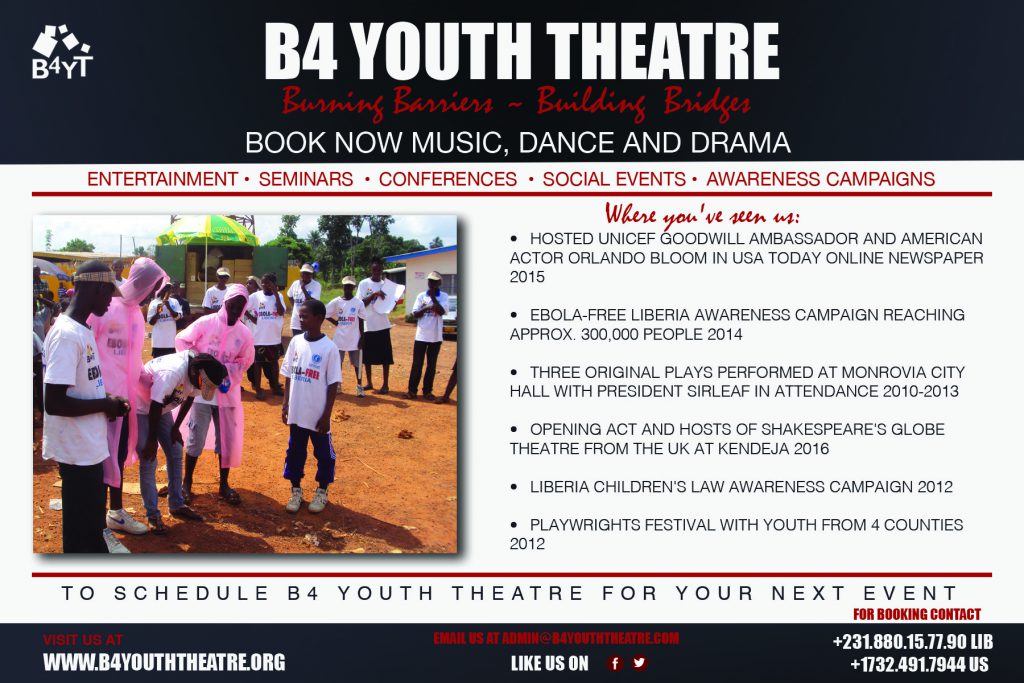 B4YT
B4 YOUTH THEATRE
Burning Barriers ~ Building Bridges
BOOK NOW MUSIC, DANCE AND DRAMA
ENTERTAINMENT • SEMINARS • CONFERENCES • SOCIAL EVENTS • AWARENESS CAMPAIGNS
Where you've seen us:
• HOSTED UNICEF GOODWILL AMBASSADOR AND AMERICAN
ACTOR ORLANDO BLOOM IN USA TODAY ONLINE NEWSPAPER
2015
• EBOLA-FREE LIBERIA AWARENESS CAMPAIGN REACHING
APPROX. 300,000 PEOPLE 2014
• THREE ORIGINAL PLAYS PERFORMED AT MONROVIA CITY
HALL WITH PRESIDENT SIRLEAF IN ATTENDANCE 2010-2013
• OPENING ACT AND HOSTS OF SHAKESPEARE'S GLOBE
THEATRE FROM THE UK AT KENDEJA 2016
• LIBERIA CHILDREN'S LAW AWARENESS CAMPAIGN 2012
• PLAYWRIGHTS FESTIVAL WITH YOUTH FROM 4 COUNTIES
2012
EBOLA-FREE
LIBERIA
TO SCHEDULE B4 YOUTH THEATRE FOR YOUR NEXT EVENT
FOR BOOKING CONTACT
VISIT US AT
WWW.B4YOUTHTHEATRE.ORG
EMAIL US AT ADMIN@B4YOUTHTHEATRE.COM
LIKE US ON
+231.880.15.77.90 LIB
+1732.491.7944 US